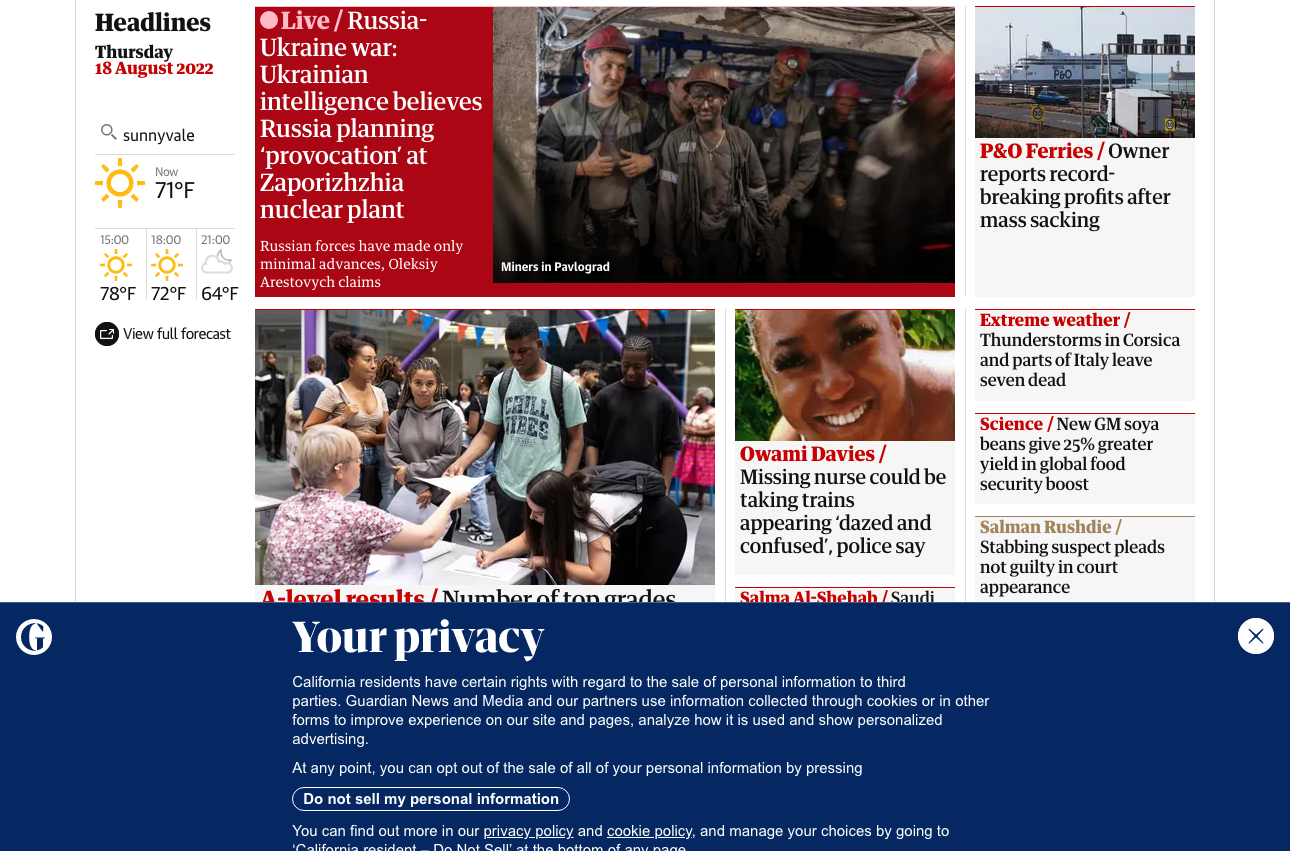 Headlines
Thursday
18 August 2022
sunnyvale
Now
71°F
15:00
18:00
21:00
78°F
72°F
64°F
View full forecast
Live / Russia-
Ukraine war:
Ukrainian
intelligence believes
Russia planning
‘provocation’ at
Zaporizhzhia
nuclear plant
Russian forces have made only
minimal advances, Oleksiy
Arestovych claims
Miners in Pavlograd
P&O
P&O Ferries / Owner
reports record-
breaking profits after
mass sacking
CHILL
VIBES
A-level results / Number of top grades
Owami Davies /
Missing nurse could be
taking trains
appearing ‘dazed and
confused’, police say
Salma Al-Shehab / Saudi
Extreme weather /
Thunderstorms in Corsica
and parts of Italy leave
seven dead
Science / New GM soya
beans give 25% greater
yield in global food
security boost
Salman Rushdie /
Stabbing suspect pleads
not guilty in court
appearance
Your privacy
California residents have certain rights with regard to the sale of personal information to third
parties. Guardian News and Media and our partners use information collected through cookies or in other
forms to improve experience on our site and pages, analyze how it is used and show personalized
advertising.
At any point, you can opt out of the sale of all of your personal information by pressing
Do not sell my personal information
You can find out more in our privacy policy and cookie policy, and manage your choices by going to
‘California resident – Do Not Sell’ at the bottom of any page.